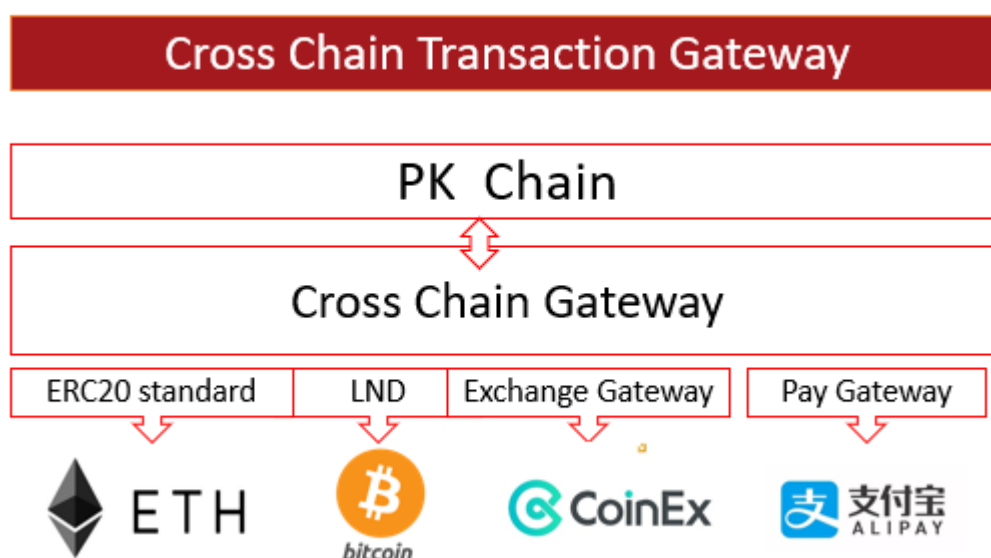 Cross Chain Transaction Gateway
PK Chain
Cross Chain Gateway
ERC20 standard
LND
Exchange Gateway
Pay Gateway
ETH
bitcoin
CoinEx
支付宝
ALIPAY